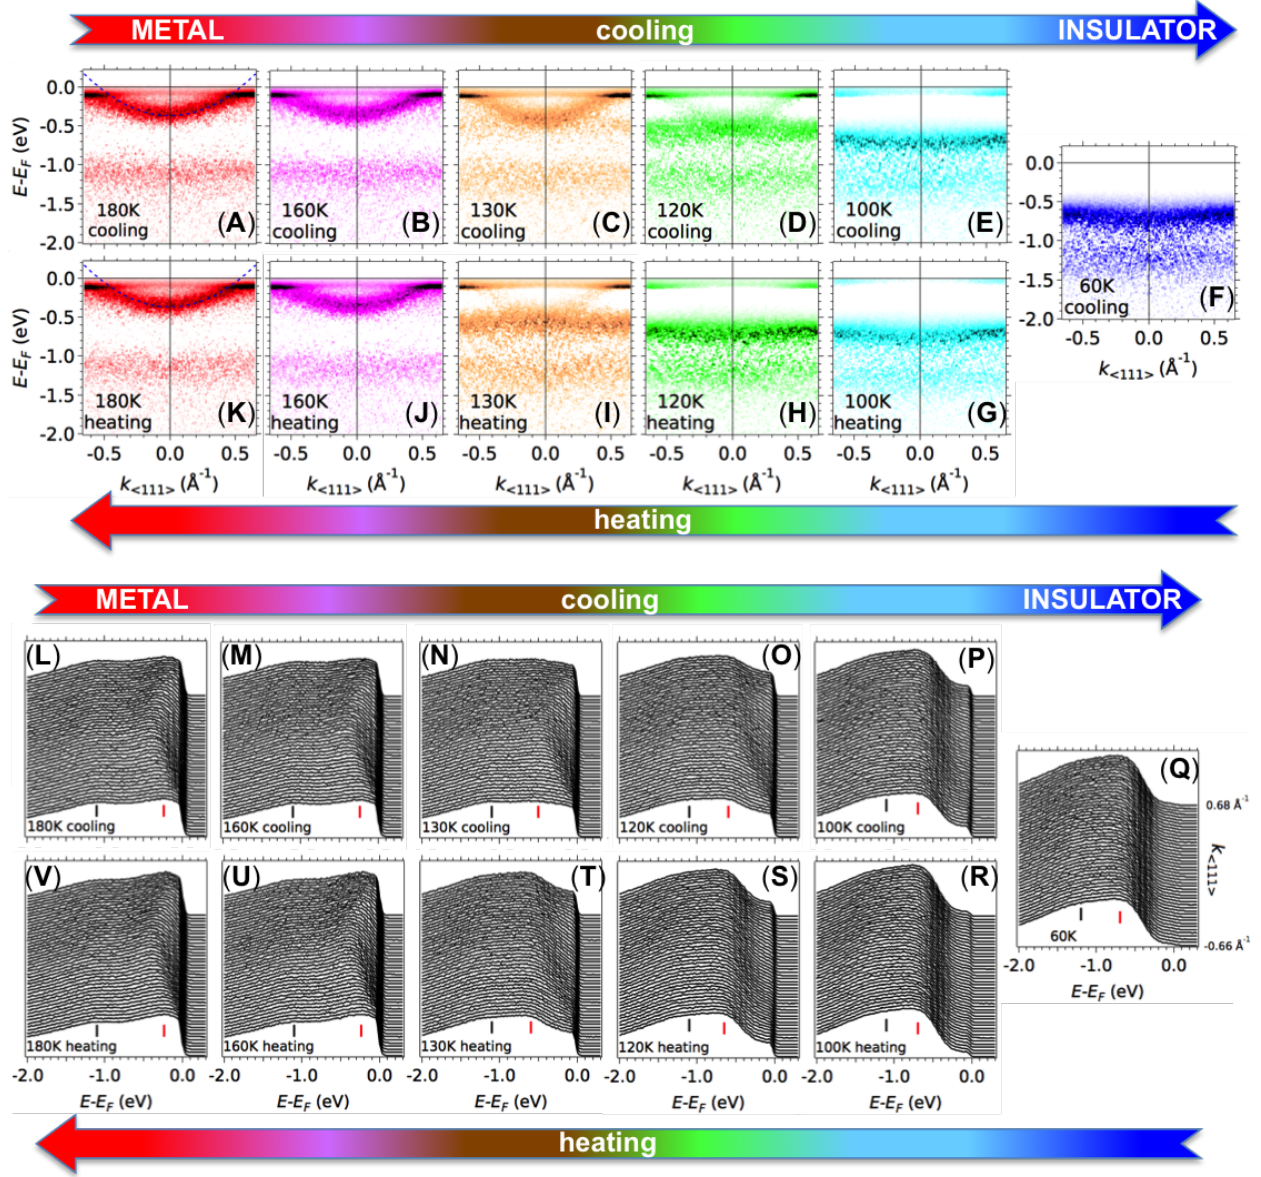 METAL cooling INSULATOR
0.0
-0.5
-1.0
-1.5
-2.0
E-EF (eV)
180K
cooling
(A)
160K
cooling
(B)
130K
cooling
(C)
120K
cooling
(D)
100K
cooling
(E)
0.0
-0.5
-1.0
-1.5
-2.0
60K
cooling
(F)
-0.5 0.0 0.5
k<111> (Å-1)
0.0
-0.5
-1.0
-1.5
-2.0
E-EF (eV)
180K
heating
(K)
160K
heating
(J)
130K
heating
(I)
120K
heating
(H)
100K
heating
(G)
-0.5 0.0 0.5
-0.5 0.0 0.5
-0.5 0.0 0.5
-0.5 0.0 0.5
-0.5 0.0 0.5
k<111> (Å-1)
k<111> (Å-1)
k<111> (Å-1)
k<111> (Å-1)
k<111> (Å-1)
heating
METAL cooling INSULATOR
(L)
180K cooling
(M)
160K cooling
(N)
130K cooling
(O)
120K cooling
(P)
100K cooling
(Q)
0.68 Å-1
k<111>
-0.66 Å-1
60K
-2.0 -1.0 0.0
E-EF (eV)
(V)
180K heating
(U)
160K heating
(T)
130K heating
(S)
120K heating
(R)
100K heating
-2.0 -1.0 0.0
-2.0 -1.0 0.0
-2.0 -1.0 0.0
-2.0 -1.0 0.0
-2.0 -1.0 0.0
E-EF (eV)
E-EF (eV)
E-EF (eV)
E-EF (eV)
E-EF (eV)
heating